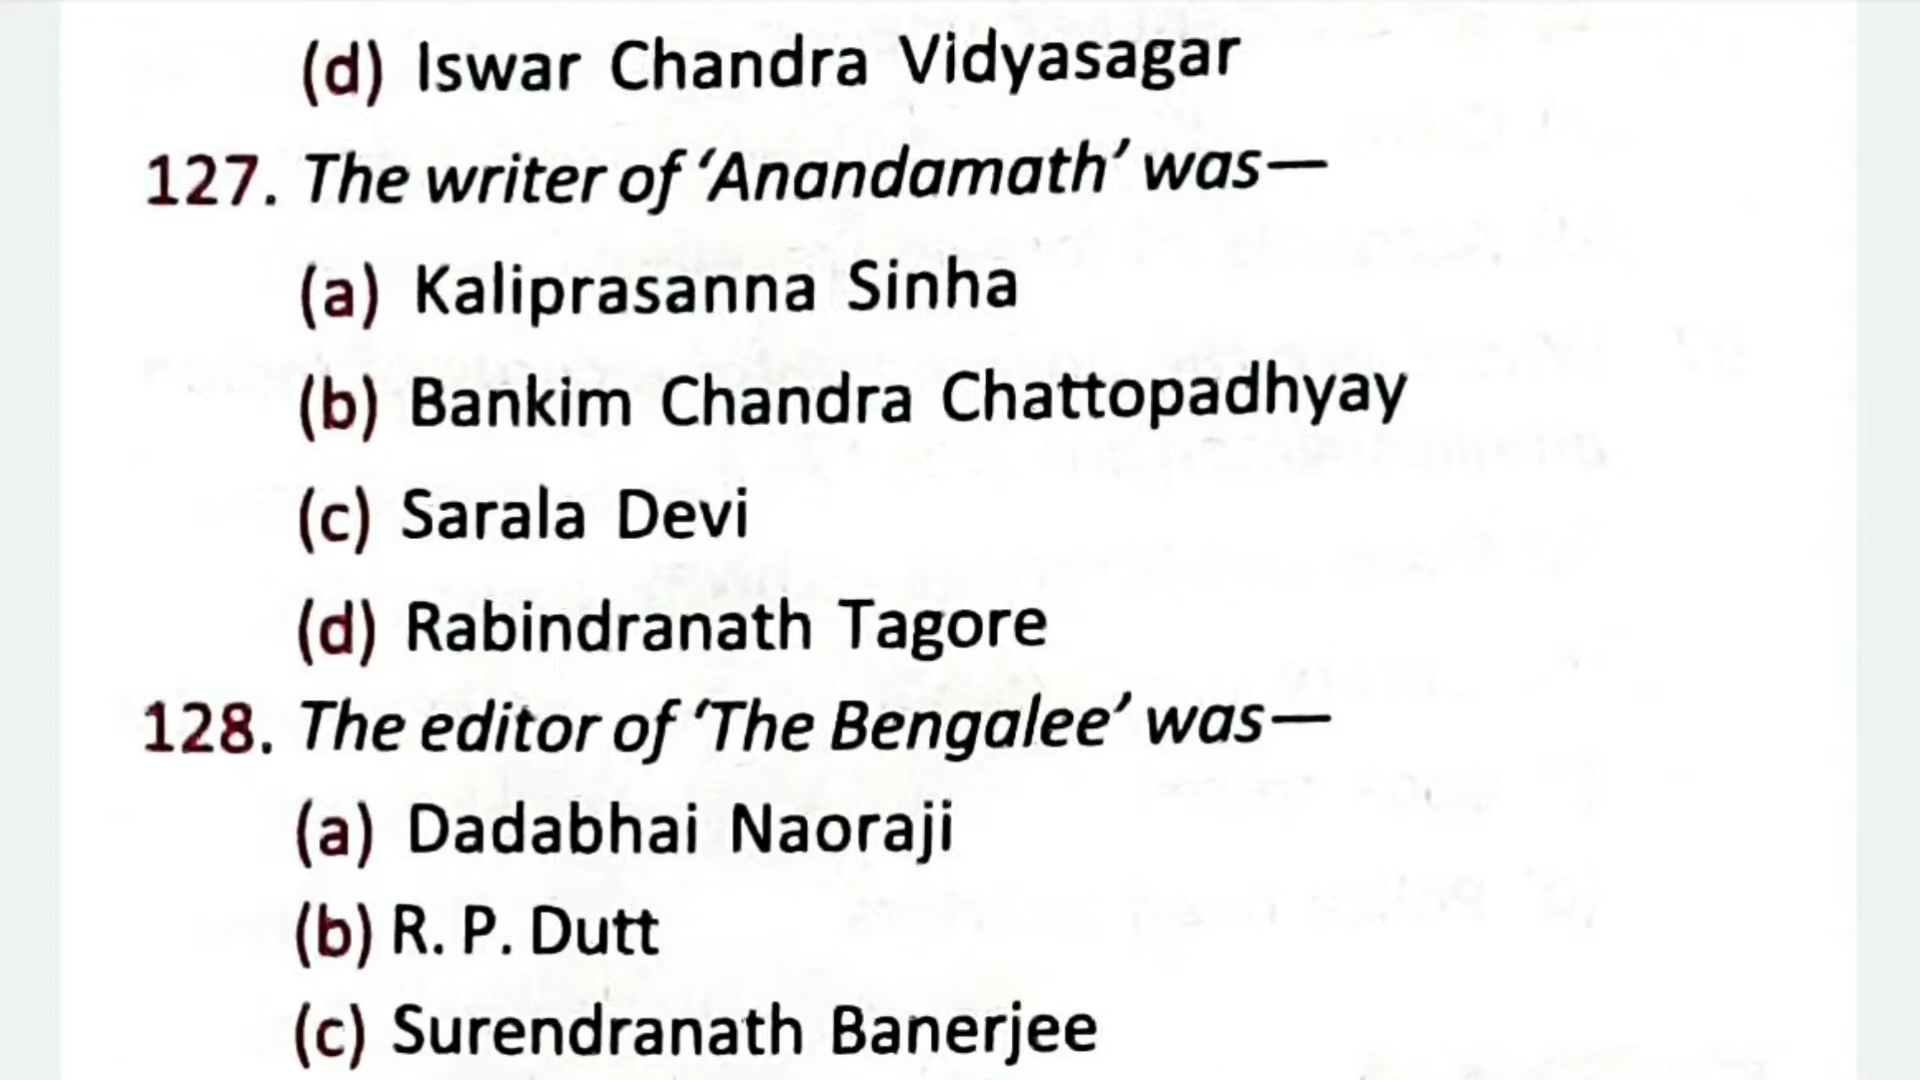 (d) Iswar Chandra Vidyasagar
127. The writer of ‘Anandamath’ was—
(a) Kaliprasanna Sinha
(b) Bankim Chandra Chattopadhyay
(c) Sarala Devi
(d) Rabindranath Tagore
128. The editor of ‘The Bengalee’ was—
(a) Dadabhai Naoraji
(b) R. P. Dutt
(c) Surendranath Banerjee